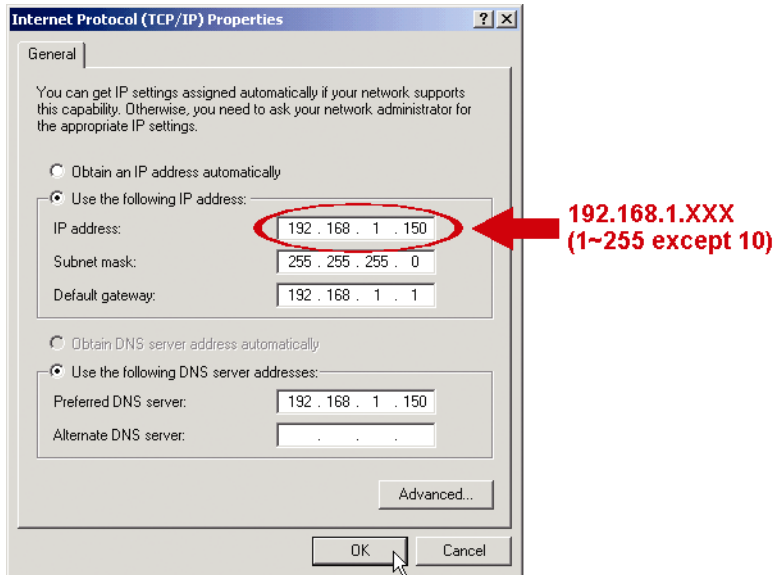 Internet Protocol (TCP/IP) Properties
General
You can get IP settings assigned automatically if your network supports
this capability. Otherwise, you need to ask your network administrator for
the appropriate IP settings.
Obtain an IP address automatically
Use the following IP address:
IP address: 192 . 168 . 1 . 150
Subnet mask: 255 . 255 . 255 . 0
Default gateway: 192 . 168 . 1 . 1
192.168.1.XXX
(1~255 except 10)
Obtain DNS server address automatically
Use the following DNS server addresses:
Preferred DNS server: 192 . 168 . 1 . 150
Alternate DNS server: . . .
Advanced...
OK Cancel